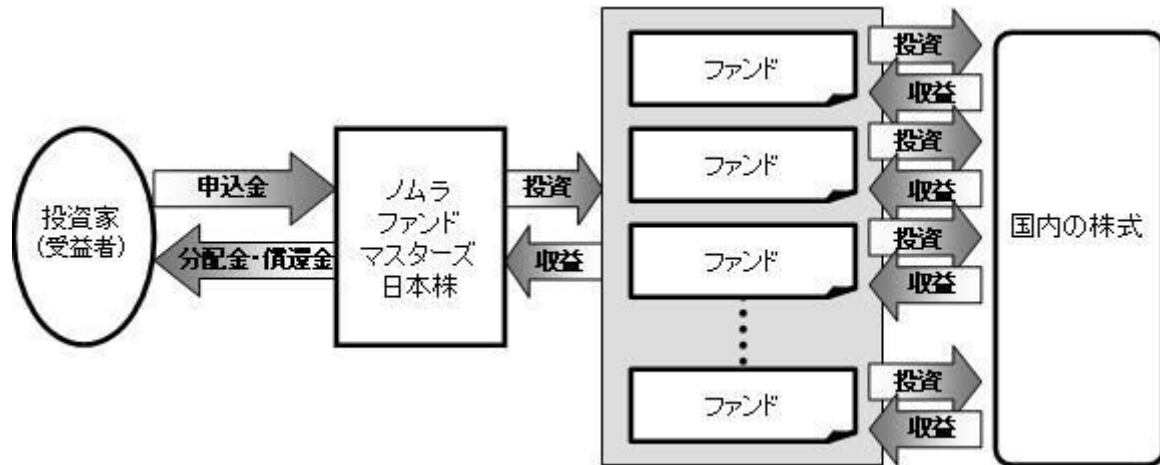 投資家
(受益者)
申込金
分配金・償還金
ノムラ
ファンド
マスターズ
日本株
投資
収益
ファンド
投資
収益
ファンド
投資
収益
ファンド
投資
収益
ファンド
投資
収益
国内の株式